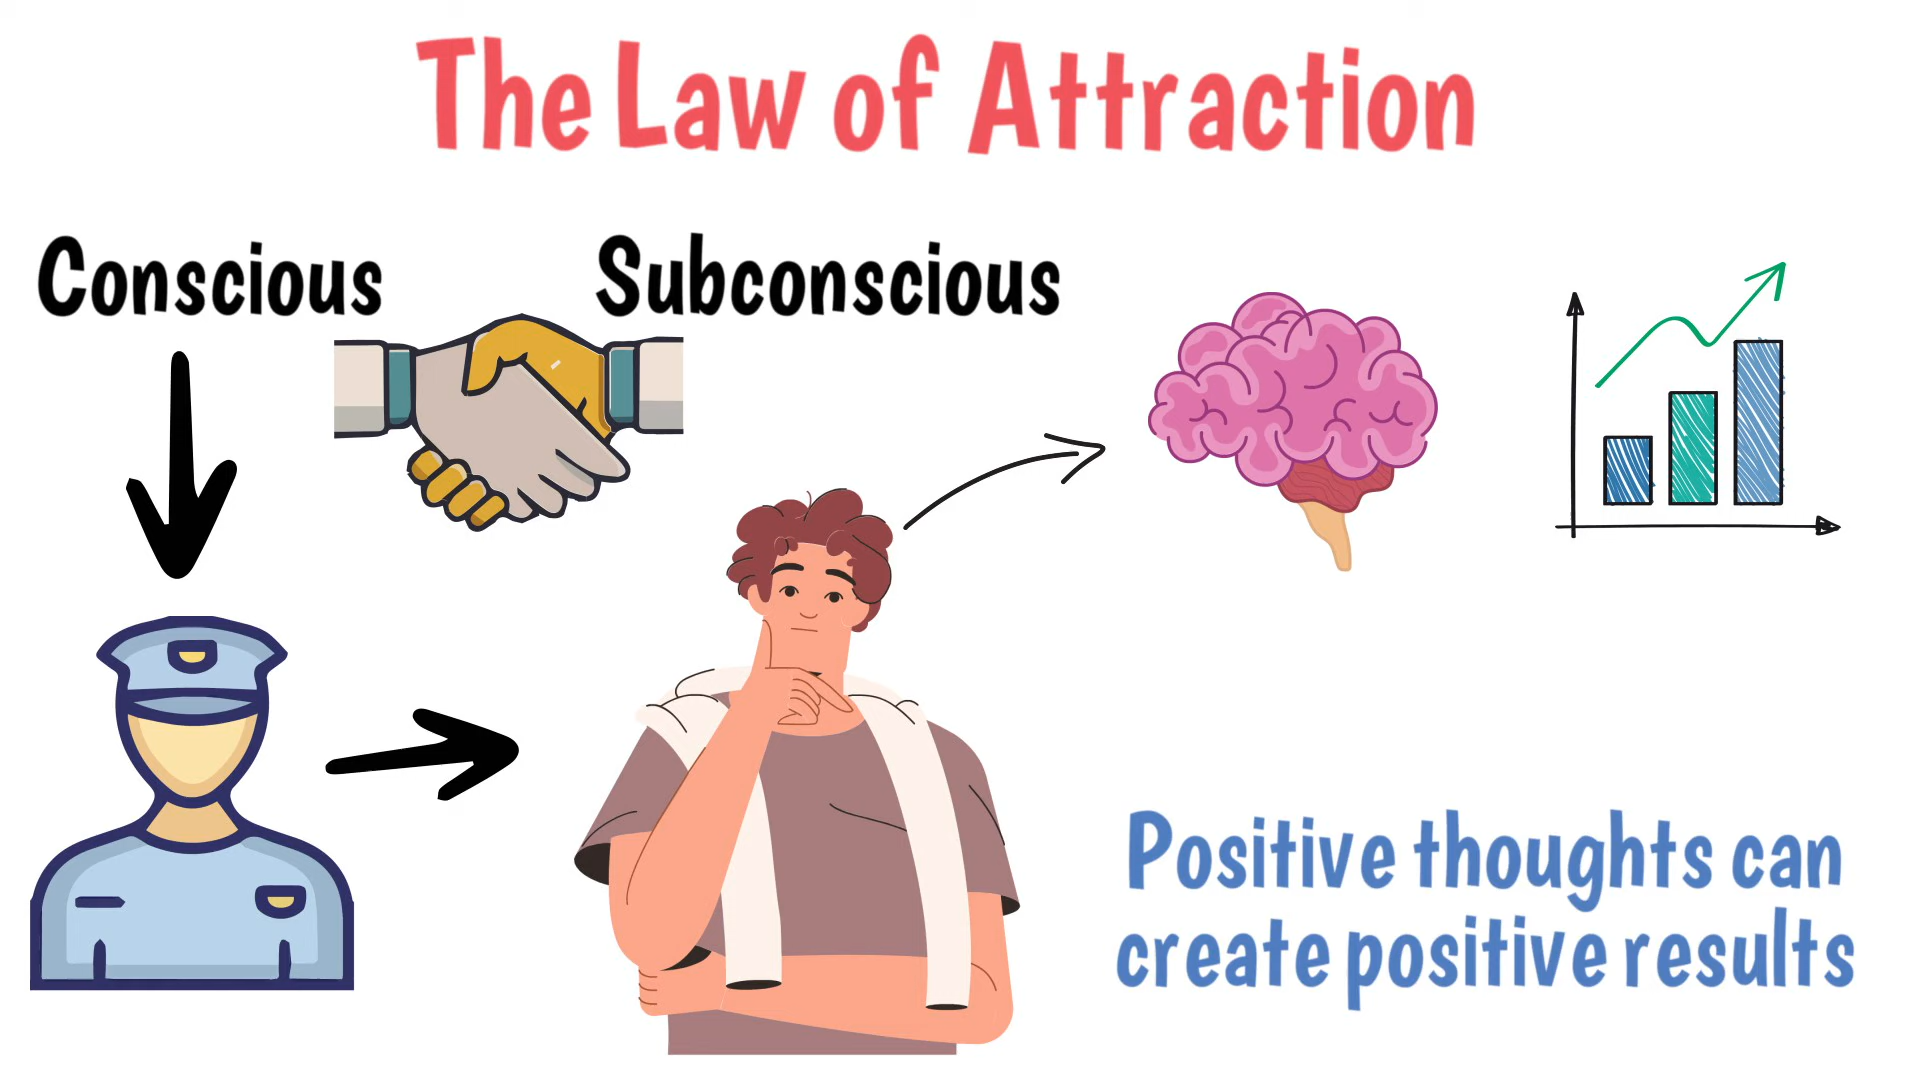 The Law of Attraction
Conscious
Subconscious
Positive thoughts can
create positive results